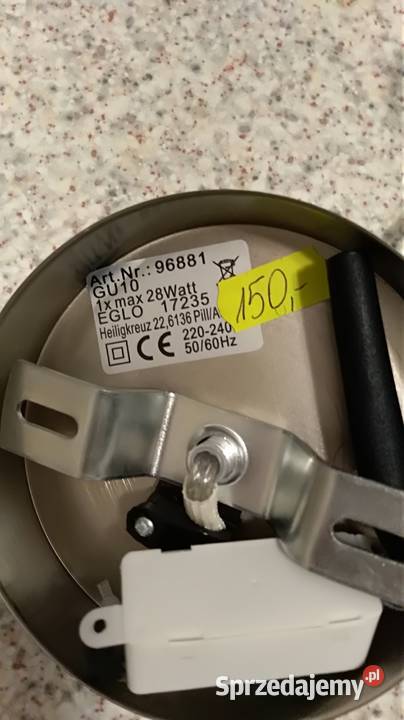 Art.Nr.: 96881
GU10
1x max 28Watt
EGLO 17235
Heiligkreuz 22,6136 Pill/A
CE 220-240
50/60Hz
150,-
Sprzedajemy.pl